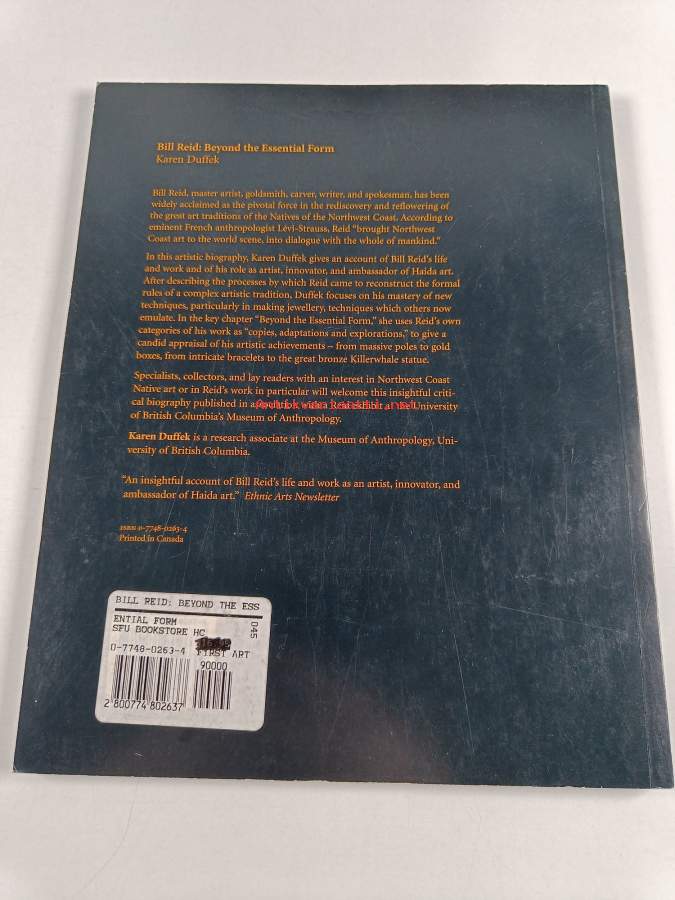 Bill Reid: Beyond the Essential Form
Karen Duffek
Bill Reid, master artist, goldsmith, carver, writer, and spokesman, has been
widely acclaimed as the pivotal force in the rediscovery and reflowering of
the great art traditions of the Natives of the Northwest Coast. According to
eminent French anthropologist Lévi-Strauss, Reid “brought Northwest
Coast art to the world scene, into dialogue with the whole of mankind.”
In this artistic biography, Karen Duffek gives an account of Bill Reid’s life
and work and of his role as artist, innovator, and ambassador of Haida art.
After describing the processes by which Reid came to reconstruct the formal
rules of a complex artistic tradition, Duffek focuses on his mastery of new
techniques, particularly in making jewellery, techniques which others now
emulate. In the key chapter “Beyond the Essential Form,” she uses Reid’s own
categories of his work as “copies, adaptations and explorations,” to give a
candid appraisal of his artistic achievements – from massive poles to gold
boxes, from intricate bracelets to the great bronze Killerwhale statue.
Specialists, collectors, and lay readers with an interest in Northwest Coast
Native art or in Reid’s work in particular will welcome this insightful criti-
cal biography published in with a at the University
of British Columbia’s Museum of Anthropology.
Karen Duffek is a research associate at the Museum of Anthropology, Uni-
versity of British Columbia.
“An insightful account of Bill Reid’s life and work as an artist, innovator, and
ambassador of Haida art.” Ethnic Arts Newsletter
ISBN 0-7748-0263-4
Printed in Canada
BILL REID: BEYOND THE ESS
ENTIAL FORM
SFU BOOKSTORE HC
045
0-7748-0263-4 FIRST ART
90000
2 800774 802637